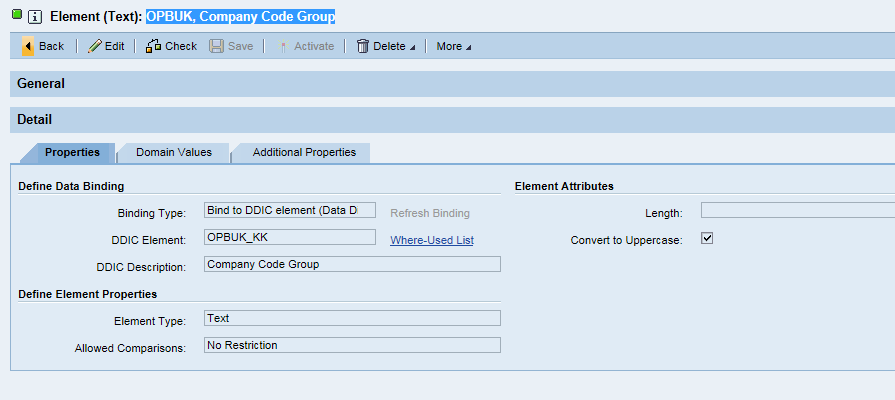 Element (Text): OPBUK, Company Code Group
Back Edit Check Save Activate Delete More
General
Detail
Properties Domain Values Additional Properties
Define Data Binding Element Attributes
Binding Type: Bind to DDIC element (Data D Refresh Binding Length:
DDIC Element: OPBUK_KK Where-Used List Convert to Uppercase:
DDIC Description: Company Code Group
Define Element Properties
Element Type: Text
Allowed Comparisons: No Restriction